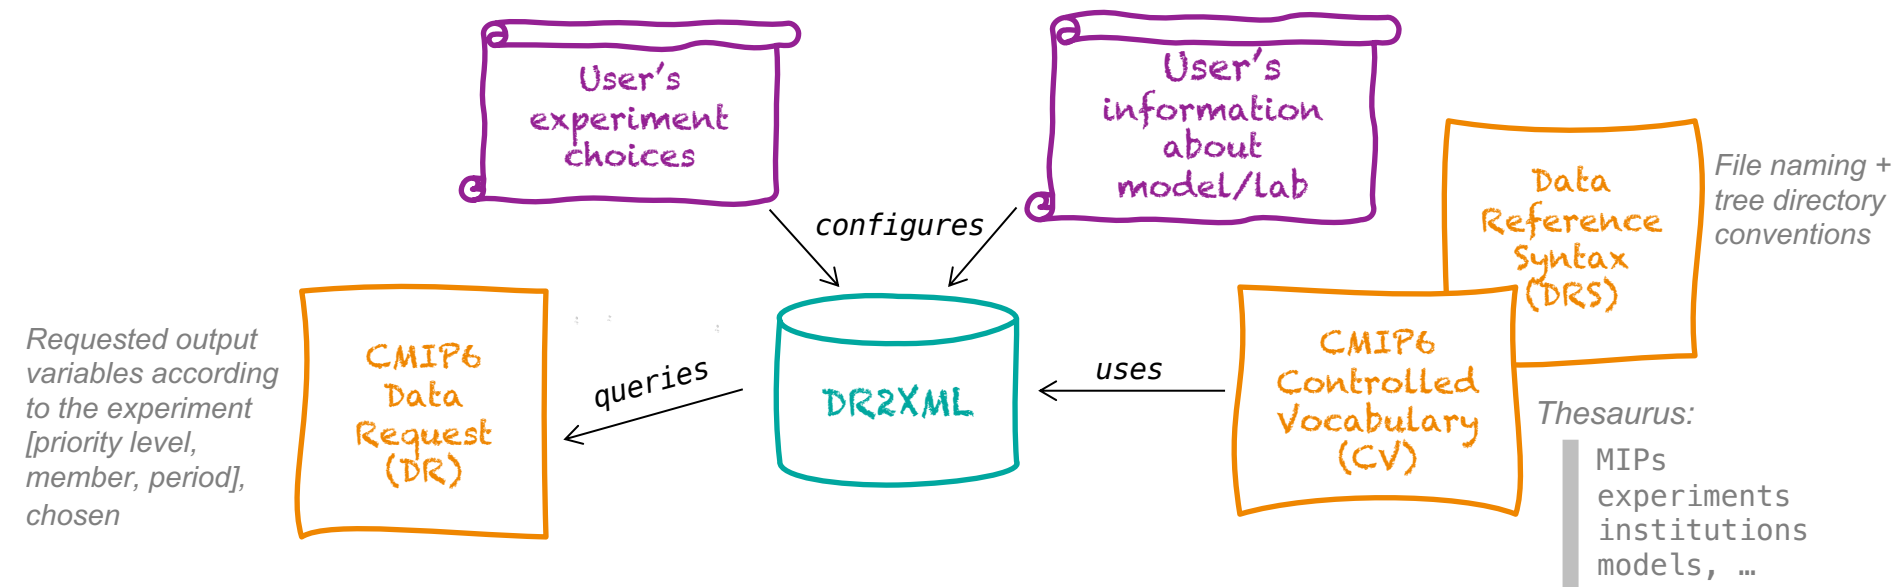 User's
experiment
choices
User's
information
about
model/lab
configures
Data
Reference
Syntax
(DRS)
File naming +
tree directory
conventions
Requested output
variables according
to the experiment
[priority level,
member, period],
chosen
CMIP6
Data
Request
(DR)
queries
DR2XML
uses
CMIP6
Controlled
Vocabulary
(CV)
Thesaurus:
MIPs
experiments
institutions
models, …